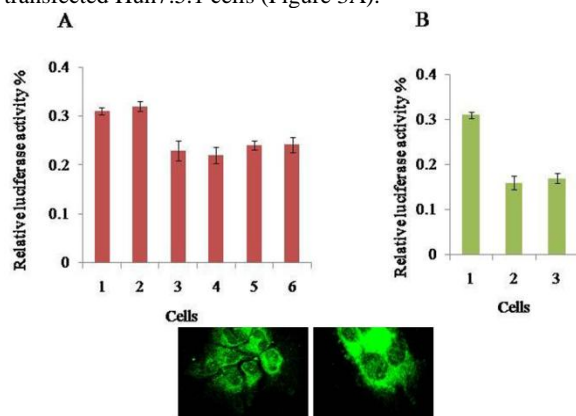 transfected Huh7.5.1 cells (Figure 3A).
A
B
Relative luciferase activity %
0.4
0.3
0.2
0.1
0
1 2 3 4 5 6
Cells
Relative luciferase activity %
0.4
0.3
0.2
0.1
0
1 2 3
Cells